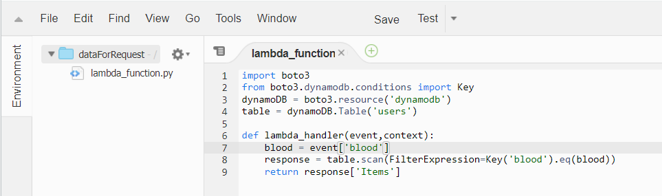 File Edit Find View Go Tools Window Save Test
Environment
dataForRequest - /
lambda_function.py
lambda_function ×
1 import boto3
2 from boto3.dynamodb.conditions import Key
3 dynamoDB = boto3.resource('dynamodb')
4 table = dynamoDB.Table('users')
5
6 def lambda_handler(event,context):
7     blood = event['blood']
8     response = table.scan(FilterExpression=Key('blood').eq(blood))
9     return response['Items']